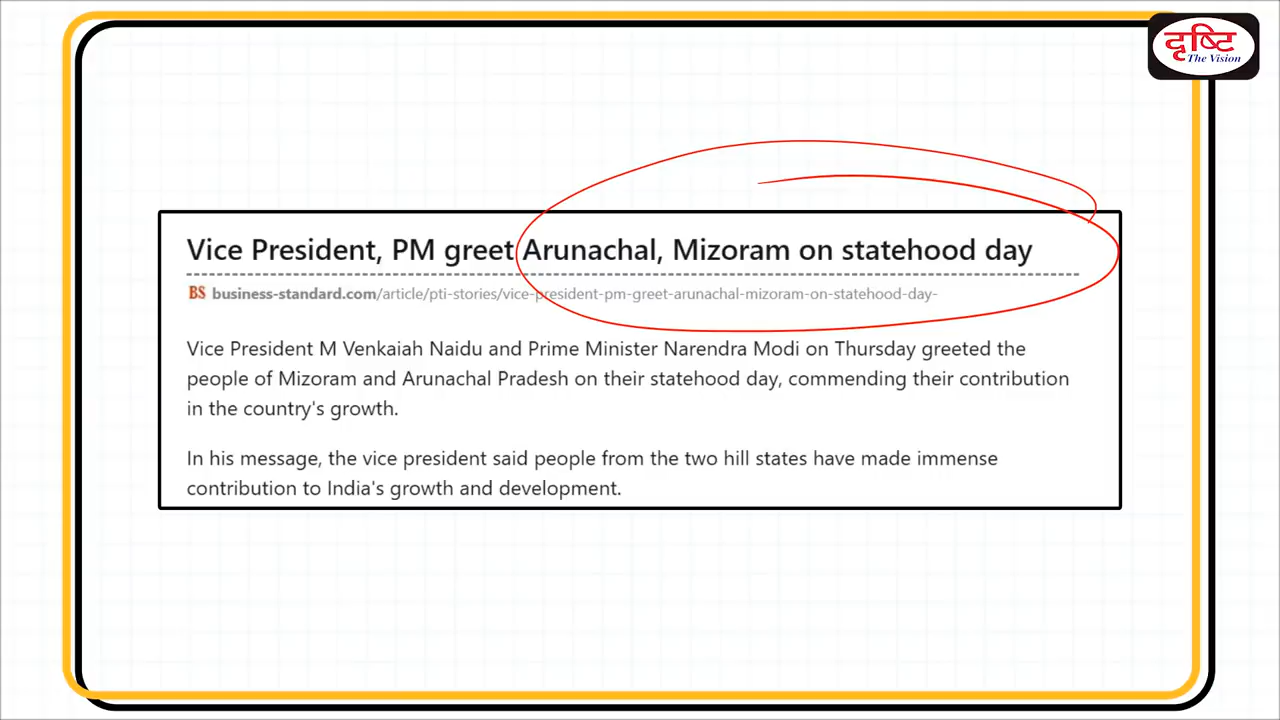 दृष्टि
The Vision
Vice President, PM greet Arunachal, Mizoram on statehood day
BS business-standard.com/article/pti-stories/vice-president-pm-greet-arunachal-mizoram-on-statehood-day-
Vice President M Venkaiah Naidu and Prime Minister Narendra Modi on Thursday greeted the
people of Mizoram and Arunachal Pradesh on their statehood day, commending their contribution
in the country's growth.
In his message, the vice president said people from the two hill states have made immense
contribution to India's growth and development.